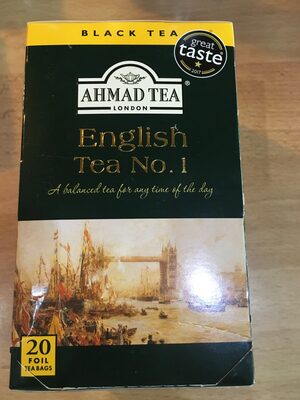 BLACK TEA
great
taste
2017
AHMAD TEA®
LONDON
English
Tea No.1
A balanced tea for any time of the day
20
FOIL
TEA BAGS